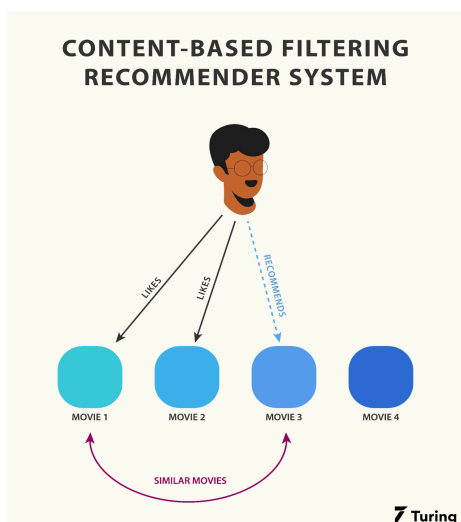 CONTENT-BASED FILTERING
RECOMMENDER SYSTEM
LIKES
LIKES
RECOMMENDS
MOVIE 1
MOVIE 2
MOVIE 3
MOVIE 4
SIMILAR MOVIES
Turing